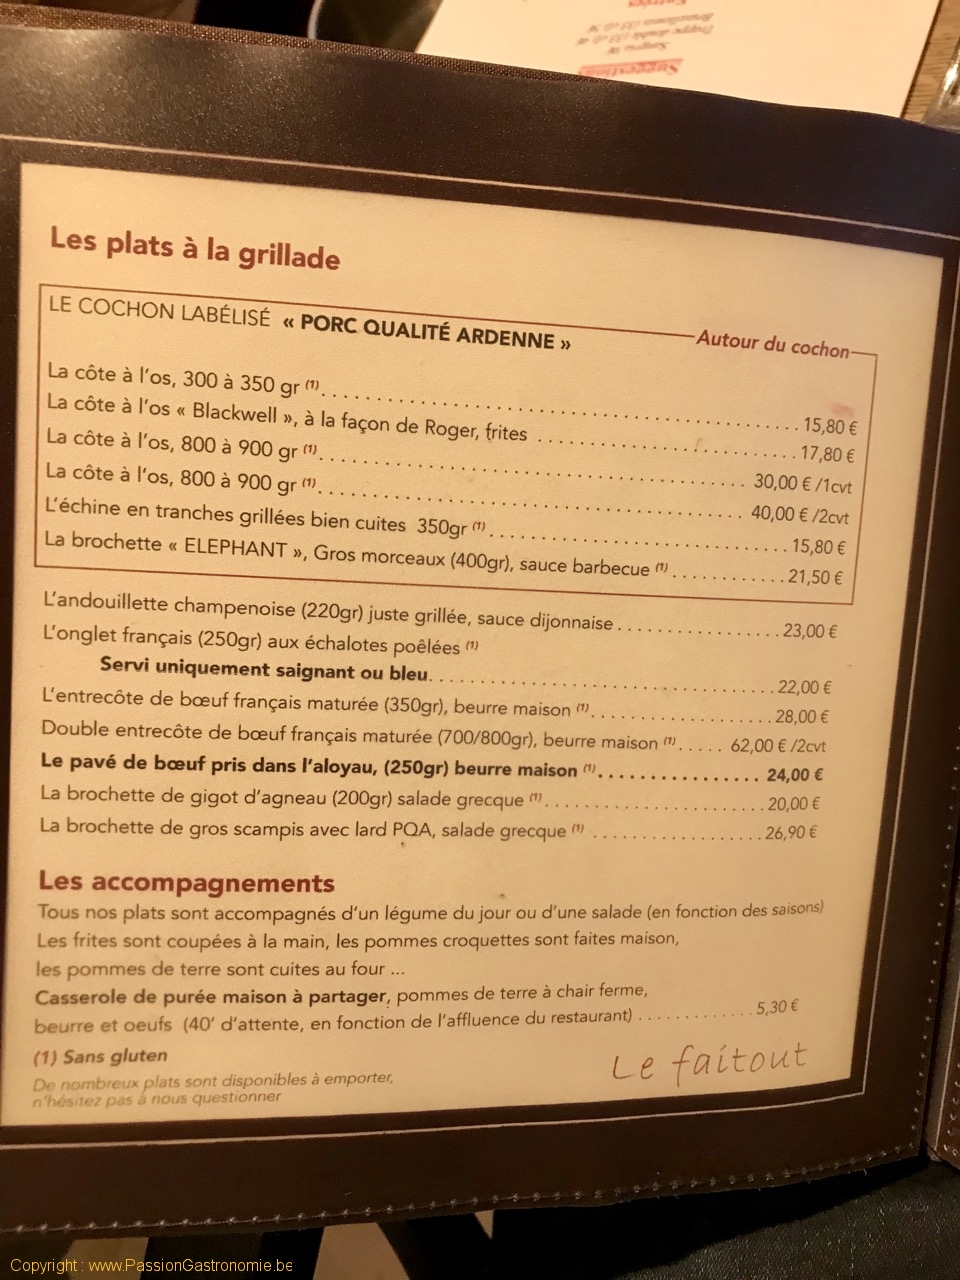 Suggestion
Les plats à la grillade
LE COCHON LABÉLISÉ « PORC QUALITÉ ARDENNE »
Autour du cochon
La côte à l'os, 300 à 350 gr (1) 15,80 €
La côte à l'os « Blackwell », à la façon de Roger, frites 17,80 €
La côte à l'os, 800 à 900 gr (1) 30,00 € /1cvt
La côte à l'os, 800 à 900 gr (1) 40,00 € /2cvt
L'échine en tranches grillées bien cuites 350gr (1) 15,80 €
La brochette « ELEPHANT », Gros morceaux (400gr), sauce barbecue (1) 21,50 €
L'andouillette champenoise (220gr) juste grillée, sauce dijonnaise 23,00 €
L'onglet français (250gr) aux échalotes poêlées (1)
Servi uniquement saignant ou bleu 22,00 €
L'entrecôte de bœuf français maturée (350gr), beurre maison (1) 28,00 €
Double entrecôte de bœuf français maturée (700/800gr), beurre maison (1) 62,00 € /2cvt
Le pavé de bœuf pris dans l'aloyau, (250gr) beurre maison (1) 24,00 €
La brochette de gigot d'agneau (200gr) salade grecque (1) 20,00 €
La brochette de gros scampis avec lard PQA, salade grecque (1) 26,90 €
Les accompagnements
Tous nos plats sont accompagnés d'un légume du jour ou d'une salade (en fonction des saisons)
Les frites sont coupées à la main, les pommes croquettes sont faites maison,
les pommes de terre sont cuites au four ...
Casserole de purée maison à partager, pommes de terre à chair ferme,
beurre et oeufs (40' d'attente, en fonction de l'affluence du restaurant) 5,30 €
(1) Sans gluten
De nombreux plats sont disponibles à emporter,
n'hésitez pas à nous questionner
Le faitout
Copyright : www.PassionGastronomie.be